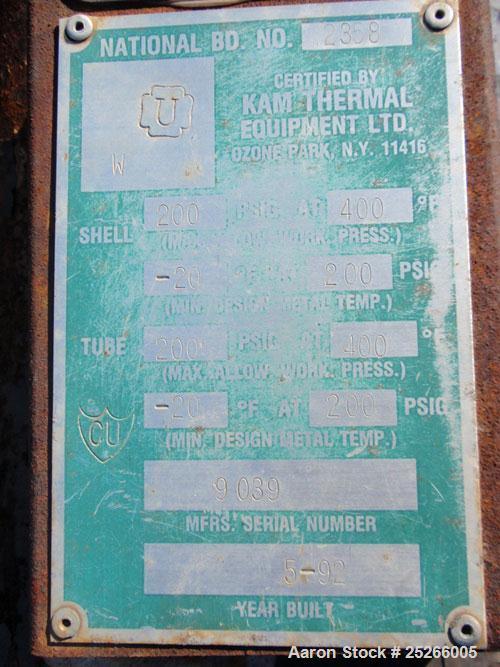 NATIONAL BD. NO. 2358
U
W
CERTIFIED BY
KAM THERMAL
EQUIPMENT LTD.
OZONE PARK, N.Y. 11416
SHELL 200 PSIG AT 400 °F
(MAX. ALLOW. WORK. PRESS.)
-20 °F AT 200 PSIG
(MIN. DESIGN METAL TEMP.)
TUBE 200 PSIG AT 400 °F
(MAX. ALLOW. WORK. PRESS.)
-20 °F AT 200 PSIG
(MIN. DESIGN METAL TEMP.)
CU
9039
MFRS. SERIAL NUMBER
5-92
YEAR BUILT
Aaron Stock # 25266005